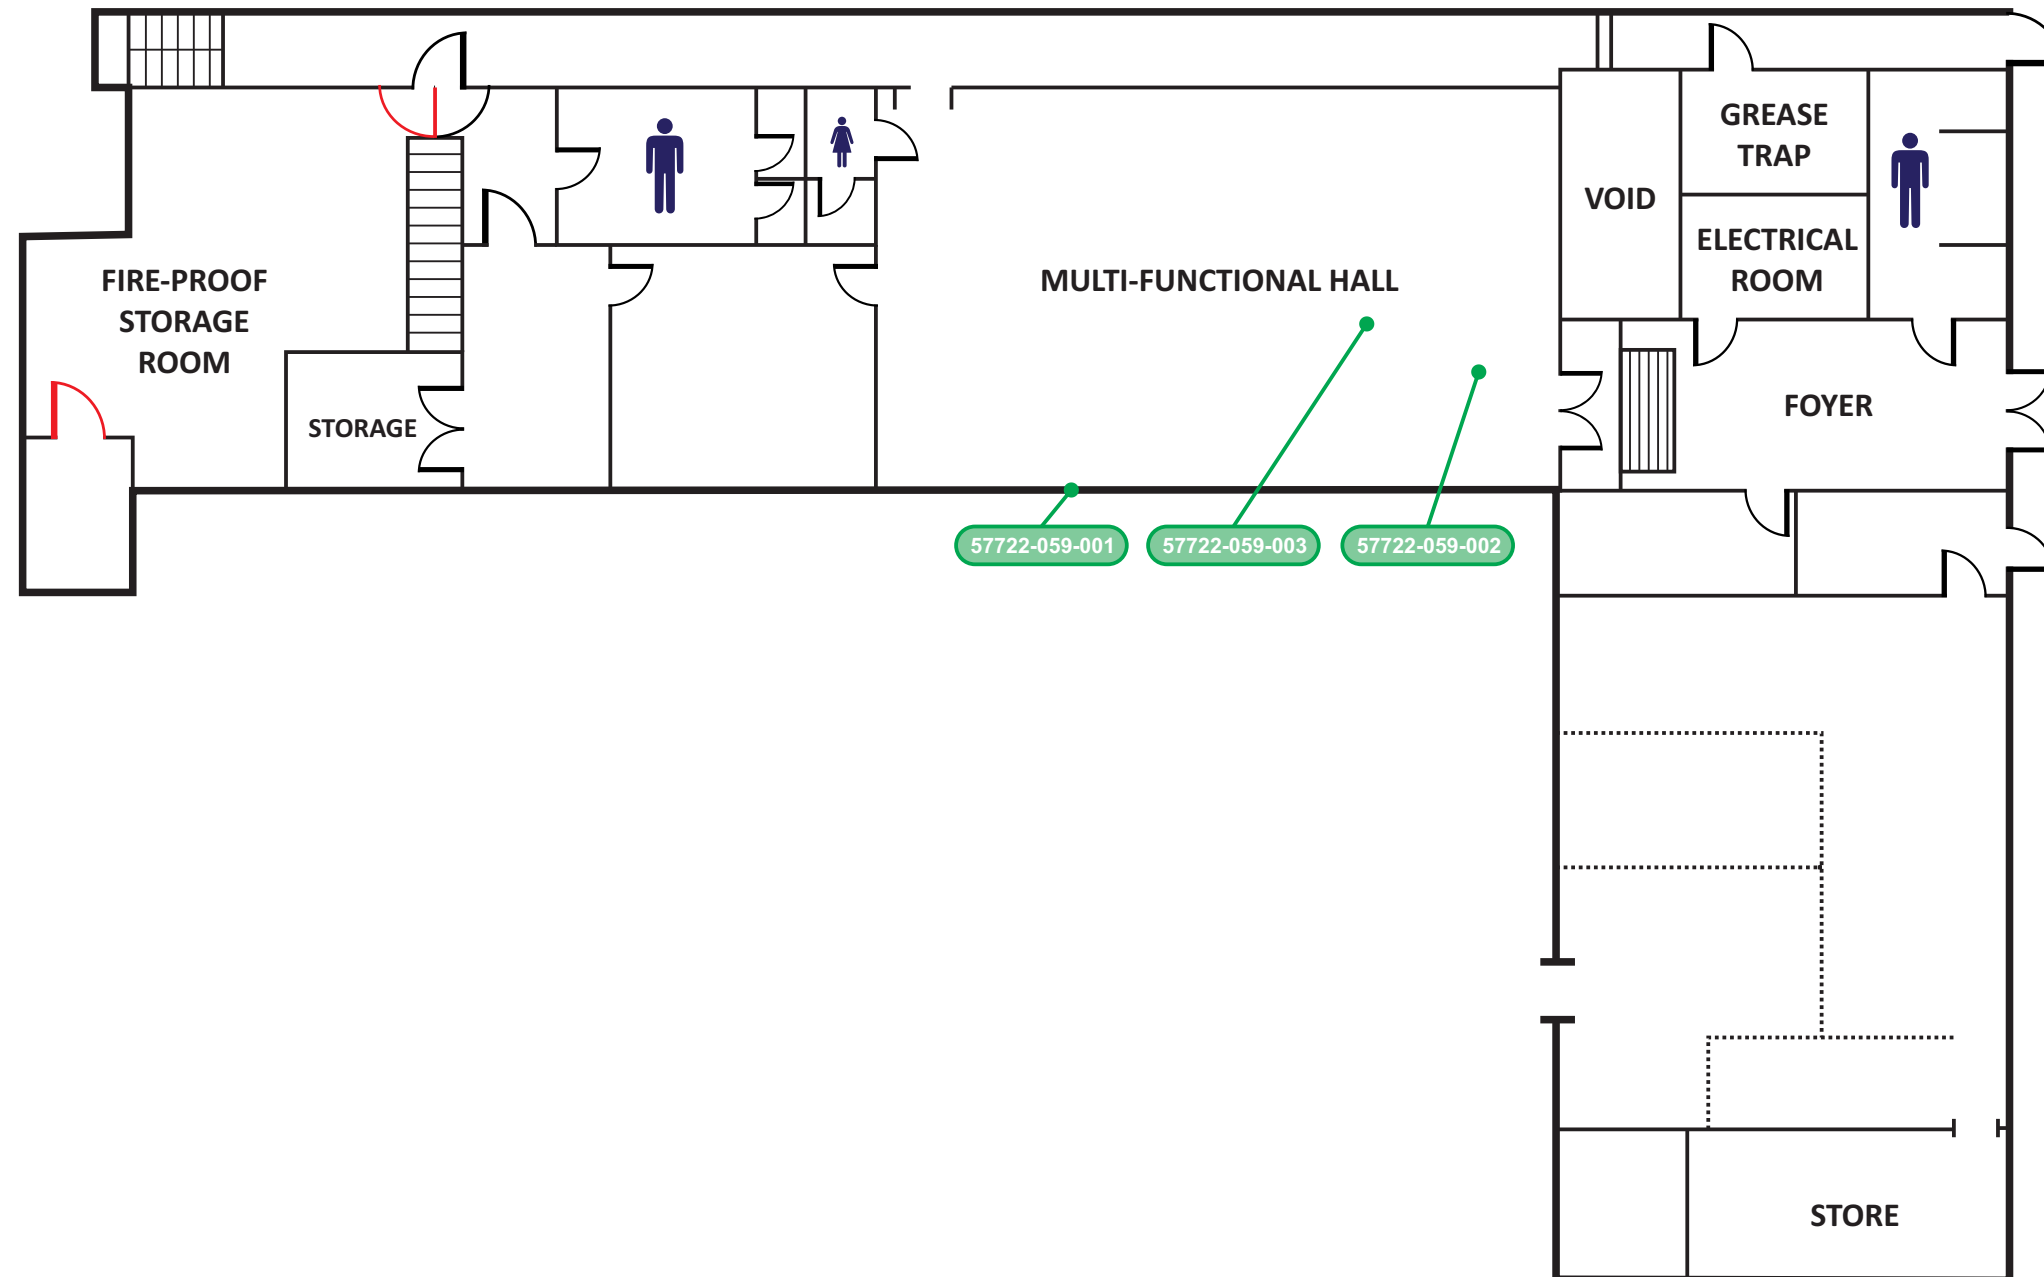 GREASE
TRAP
VOID
ELECTRICAL
ROOM
FIRE-PROOF
STORAGE
ROOM
MULTI-FUNCTIONAL HALL
STORAGE
FOYER
57722-059-001
57722-059-003
57722-059-002
STORE